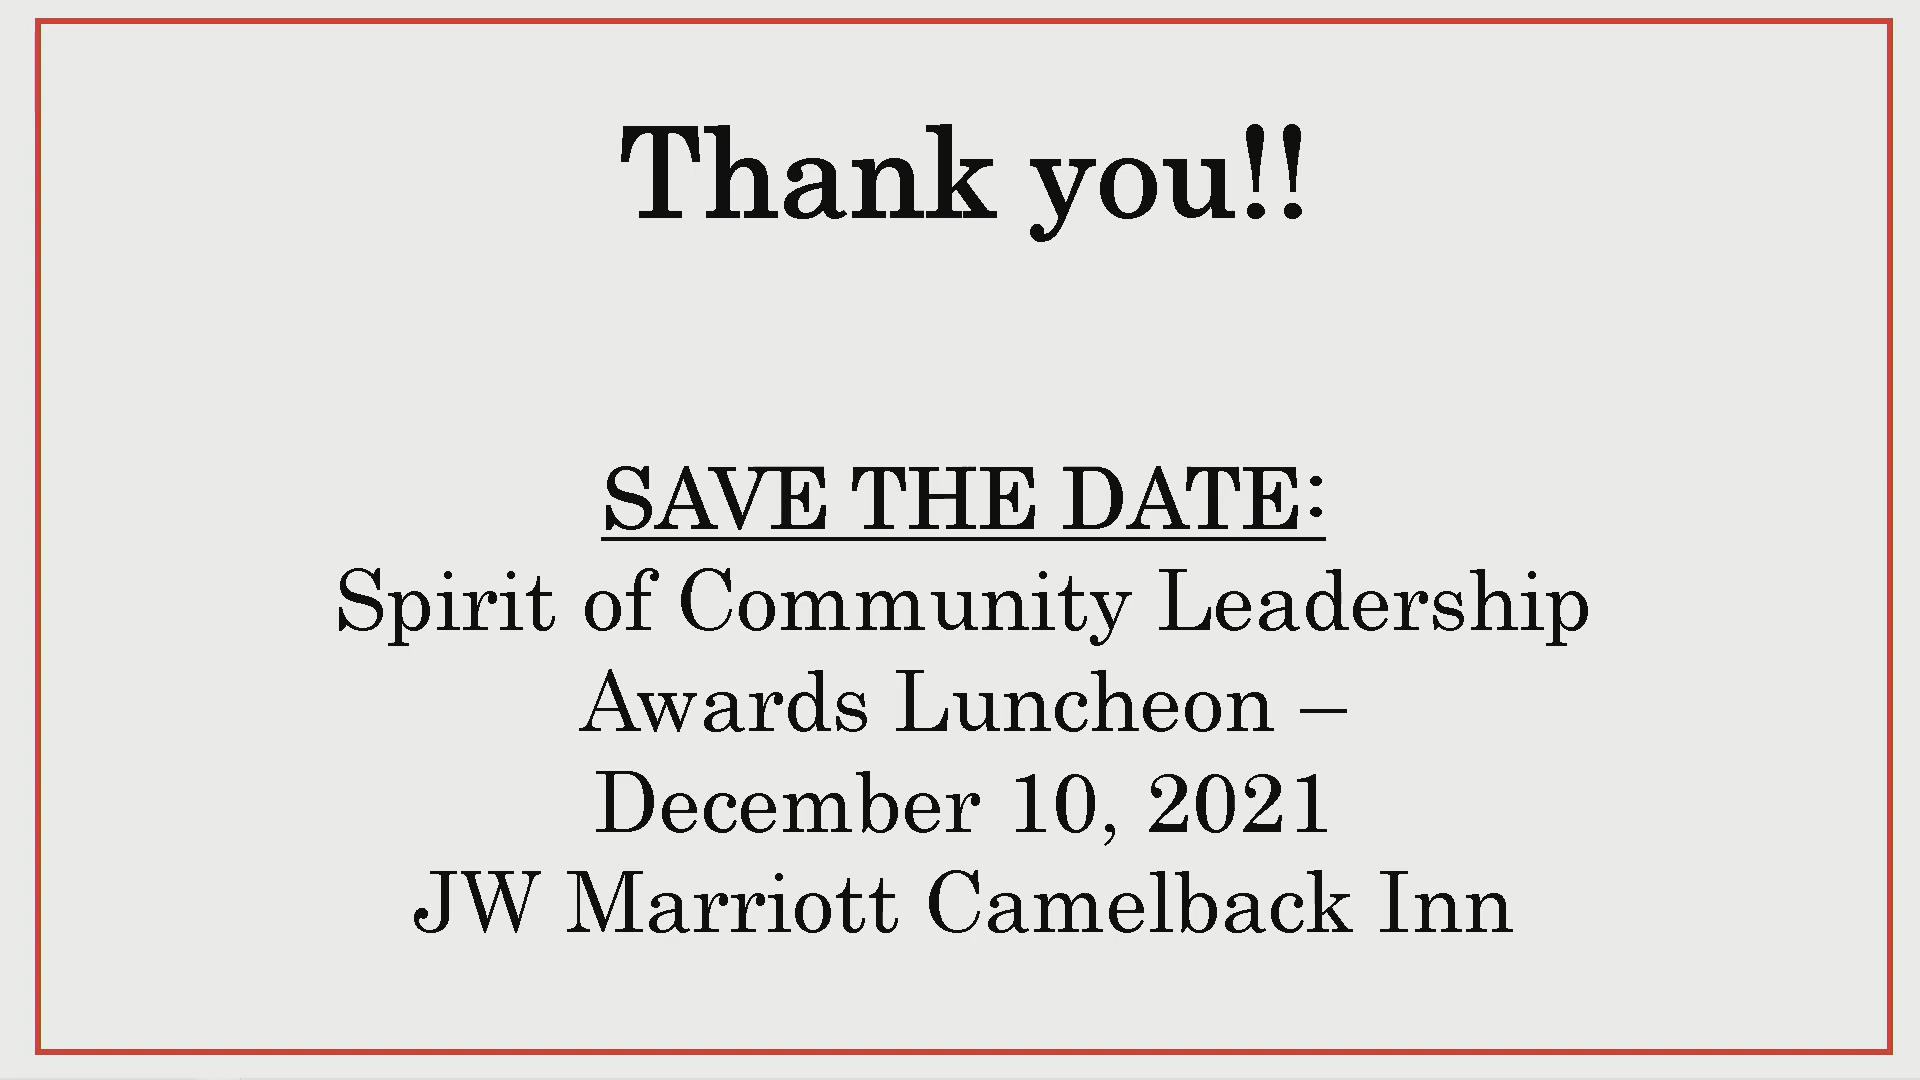 Thank you!!
SAVE THE DATE:
Spirit of Community Leadership
Awards Luncheon –
December 10, 2021
JW Marriott Camelback Inn